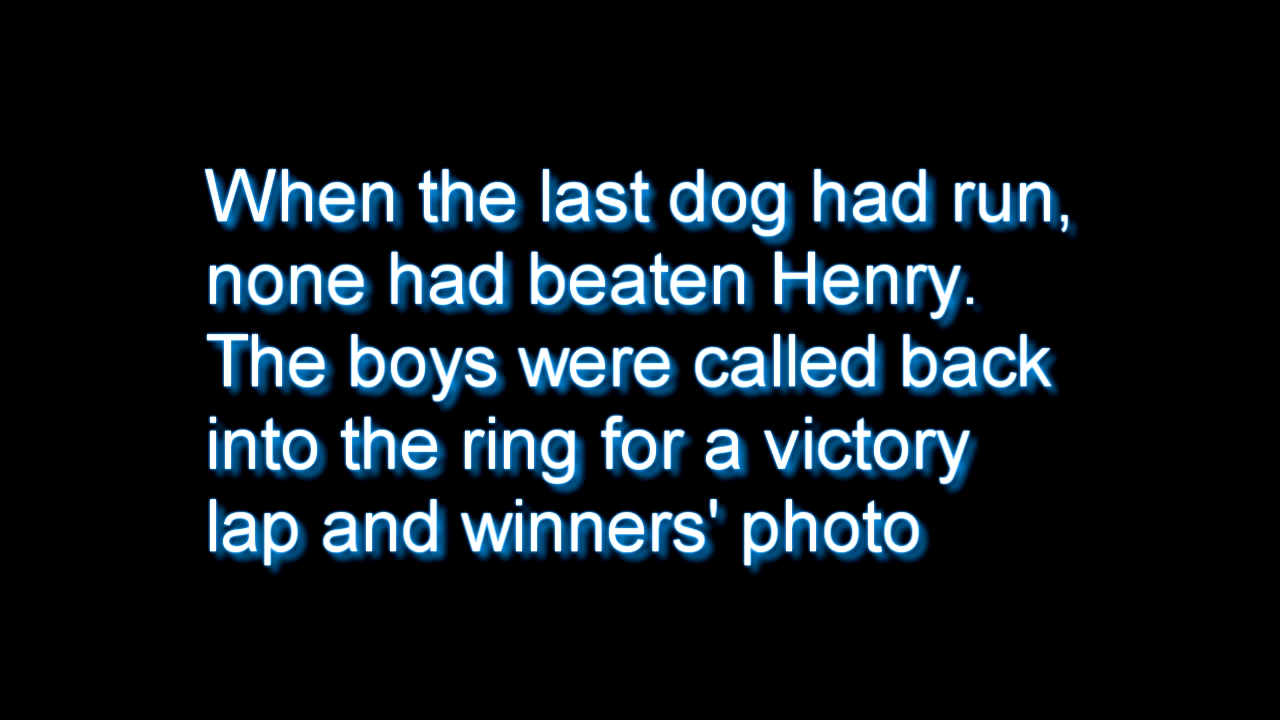 When the last dog had run,
none had beaten Henry.
The boys were called back
into the ring for a victory
lap and winners' photo